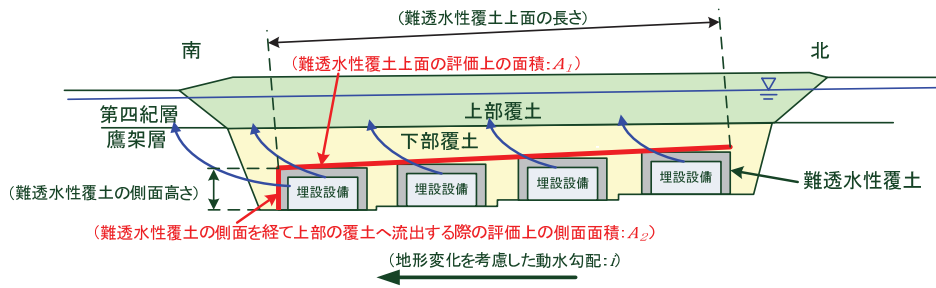 (難透水性覆土上面の長さ)
南
北
(難透水性覆土上面の評価上の面積:A1)
第四紀層
上部覆土
鷹架層
下部覆土
(難透水性覆土の側面高さ)
埋設設備
埋設設備
埋設設備
埋設設備
難透水性覆土
(難透水性覆土の側面を経て上部の覆土へ流出する際の評価上の側面面積:A2)
(地形変化を考慮した動水勾配:i)